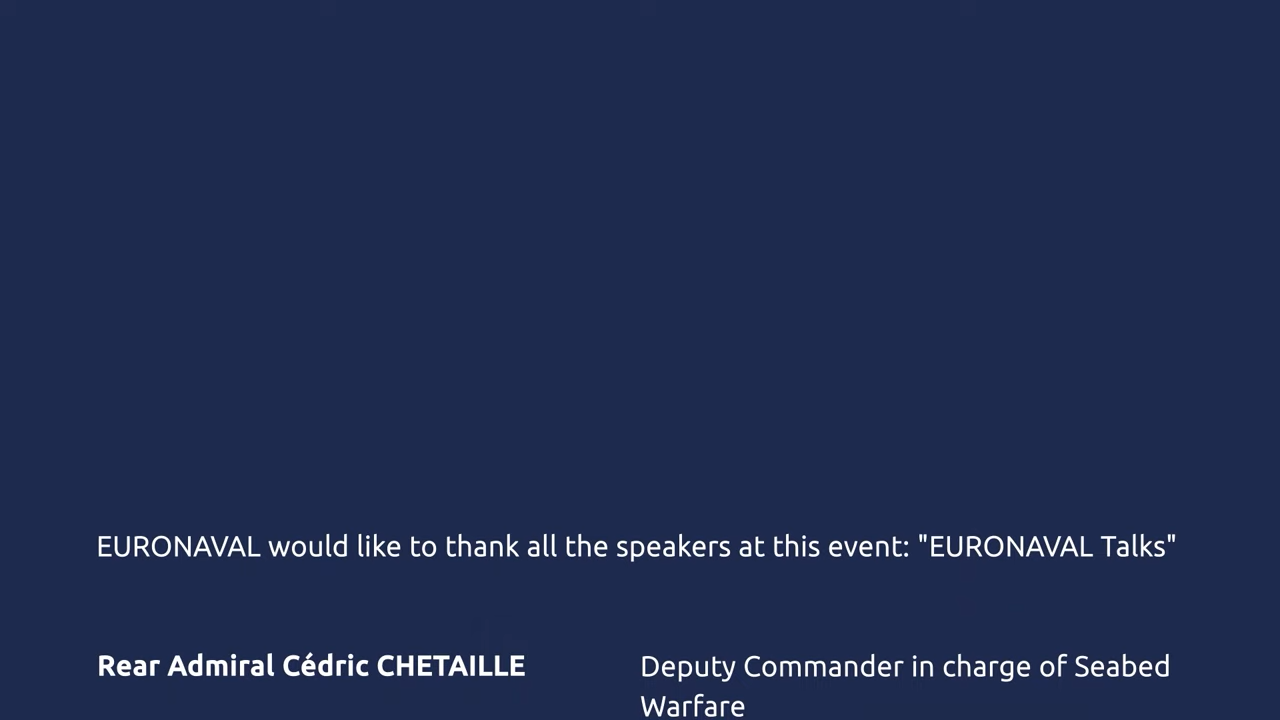 EURONAVAL would like to thank all the speakers at this event: "EURONAVAL Talks"
Rear Admiral Cédric CHETAILLE
Deputy Commander in charge of Seabed
Warfare